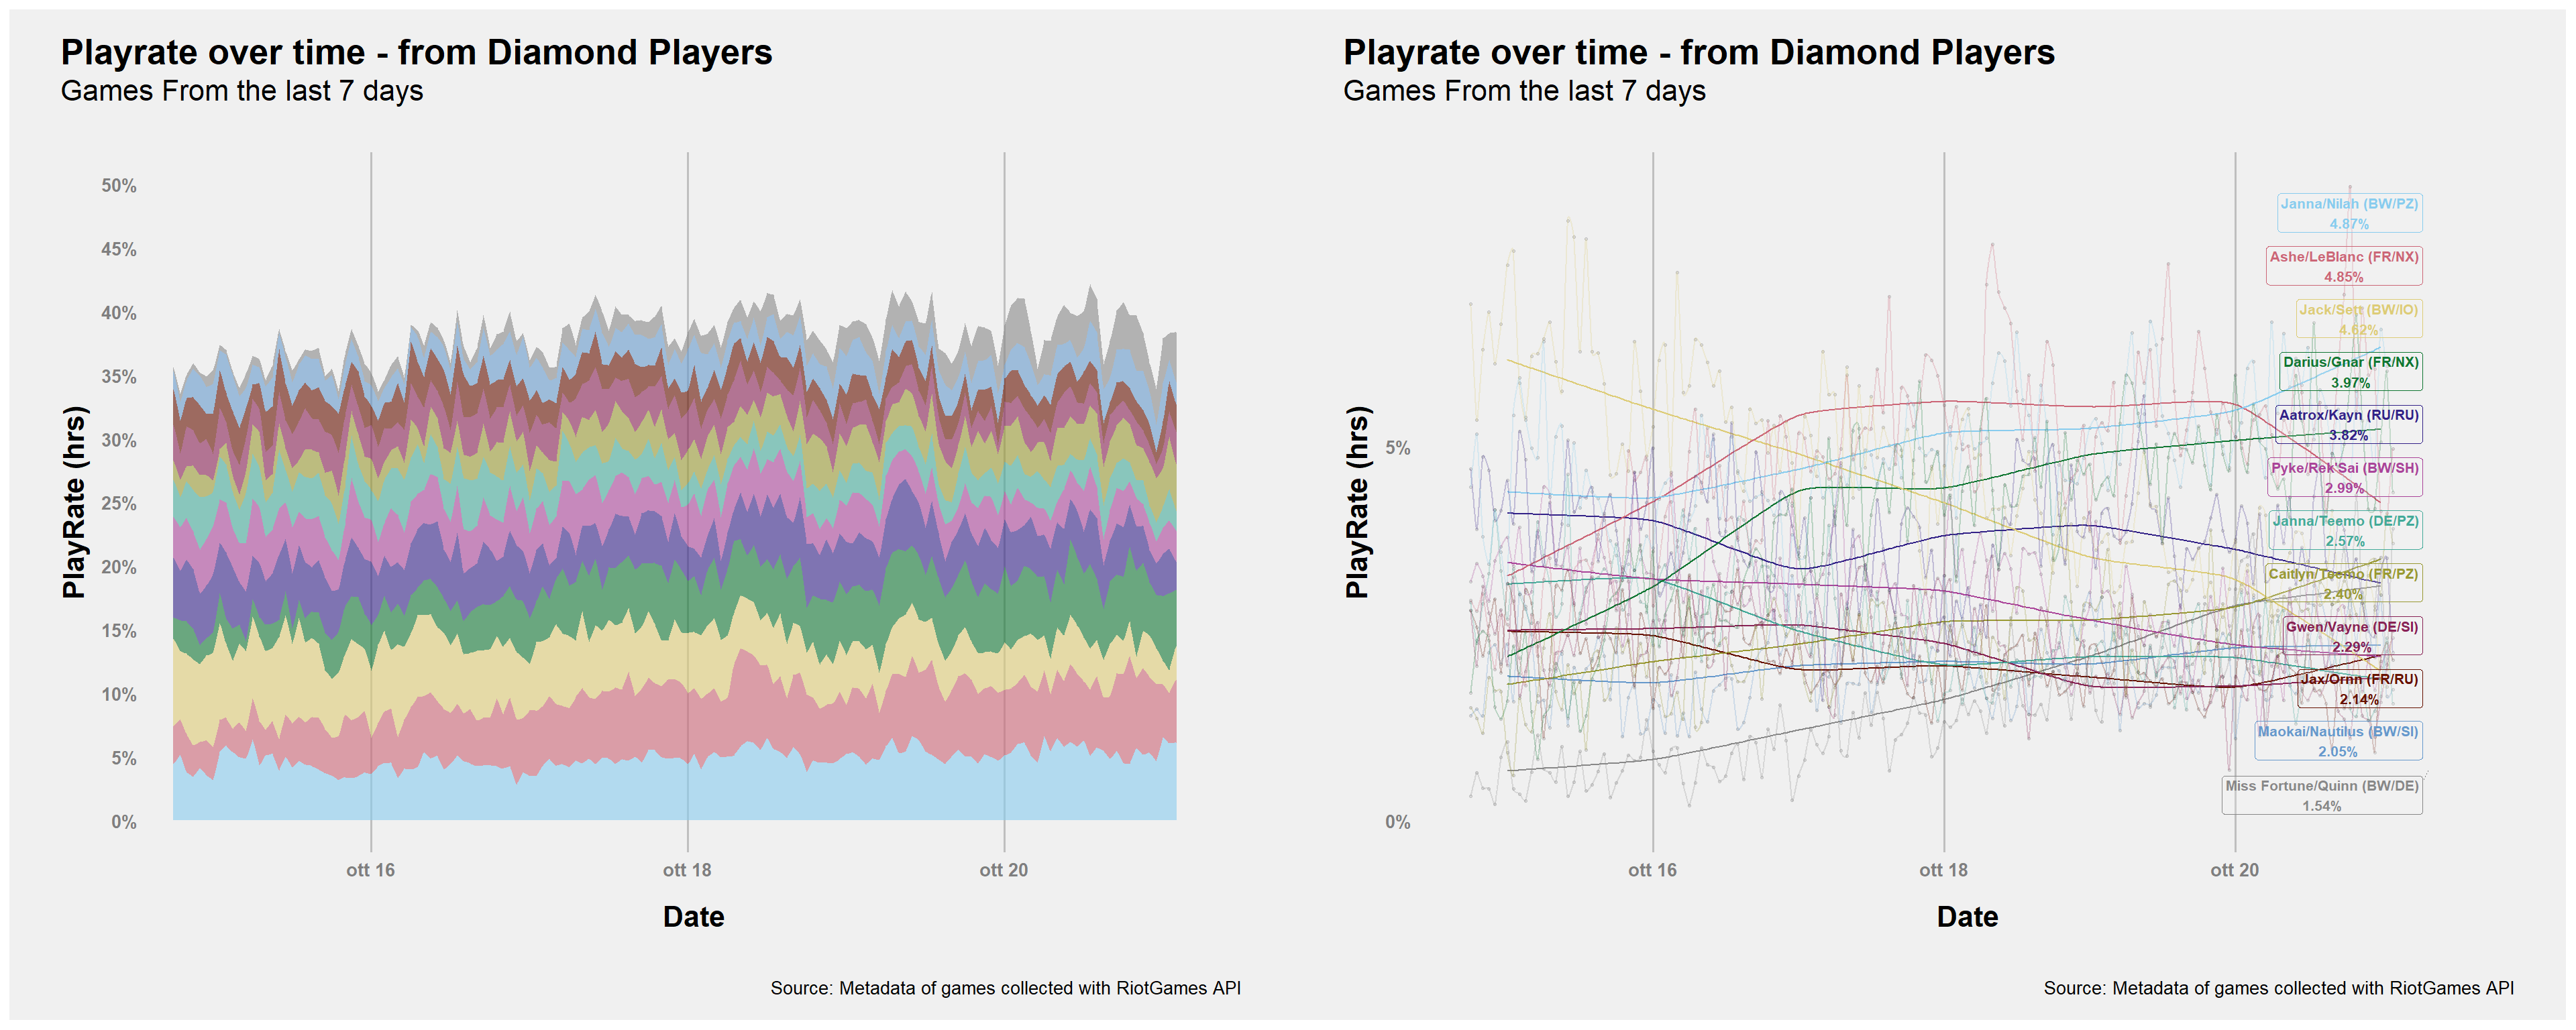 Playrate over time - from Diamond Players
Games From the last 7 days
50%
45%
40%
35%
30%
25%
20%
15%
10%
5%
0%
PlayRate (hrs)
ott 16
ott 18
ott 20
Date
Source: Metadata of games collected with RiotGames API
Playrate over time - from Diamond Players
Games From the last 7 days
5%
0%
PlayRate (hrs)
Janna/Nilah (BW/PZ)
4.87%
Ashe/LeBlanc (FR/NX)
4.85%
Jack/Sett (BW/IO)
4.62%
Darius/Gnar (FR/NX)
3.97%
Aatrox/Kayn (RU/RU)
3.82%
Pyke/Rek'Sai (BW/SH)
2.99%
Janna/Teemo (DE/PZ)
2.57%
Caitlyn/Teemo (FR/PZ)
2.40%
Gwen/Vayne (DE/SI)
2.29%
Jax/Ornn (FR/RU)
2.14%
Maokai/Nautilus (BW/SI)
2.05%
Miss Fortune/Quinn (BW/DE)
1.54%
ott 16
ott 18
ott 20
Date
Source: Metadata of games collected with RiotGames API